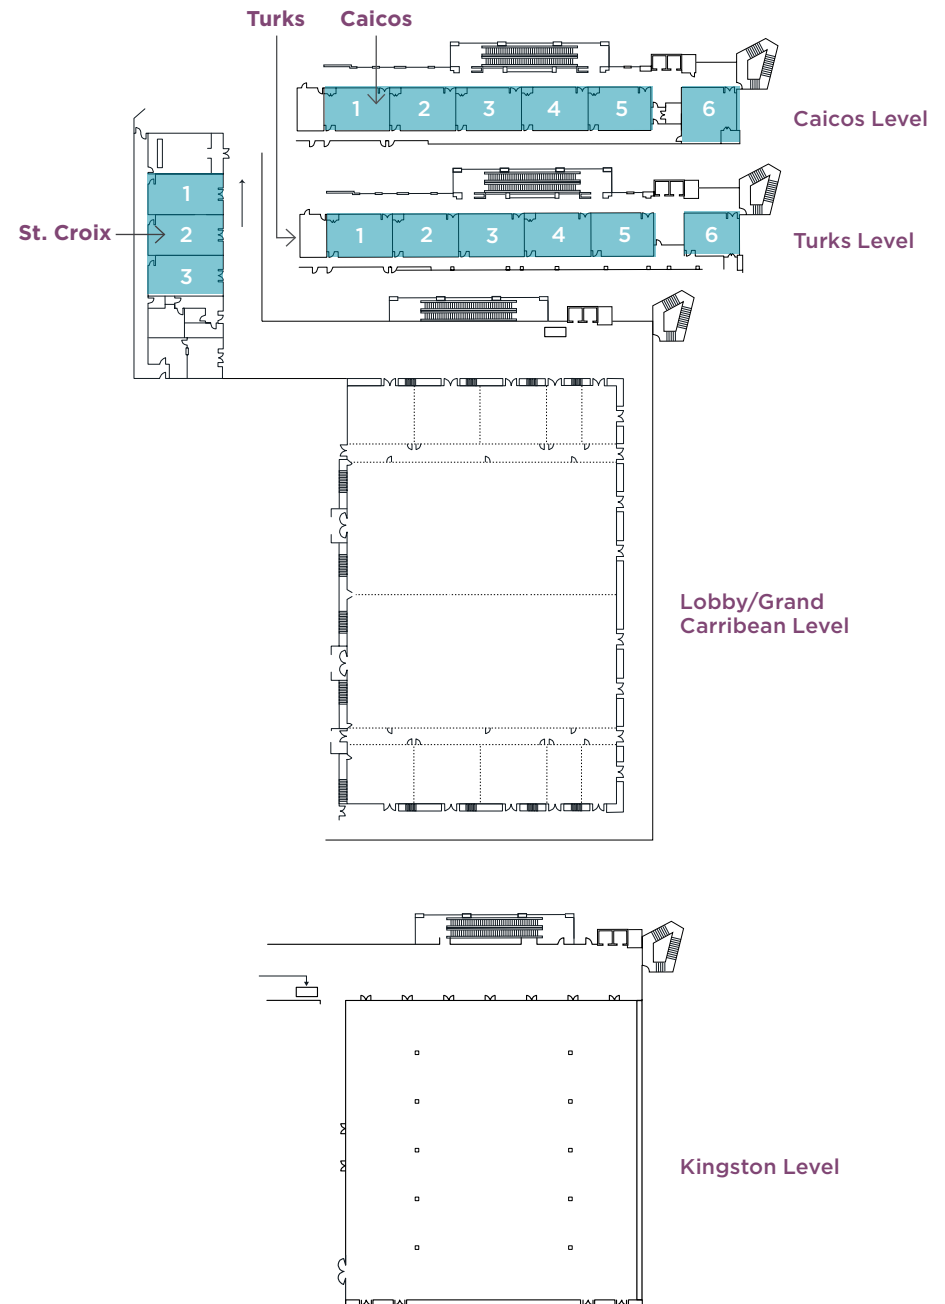 Turks Caicos
1 2 3 4 5 6
Caicos Level
1
2
3
St. Croix
1 2 3 4 5 6
Turks Level
Lobby/Grand
Carribean Level
Kingston Level